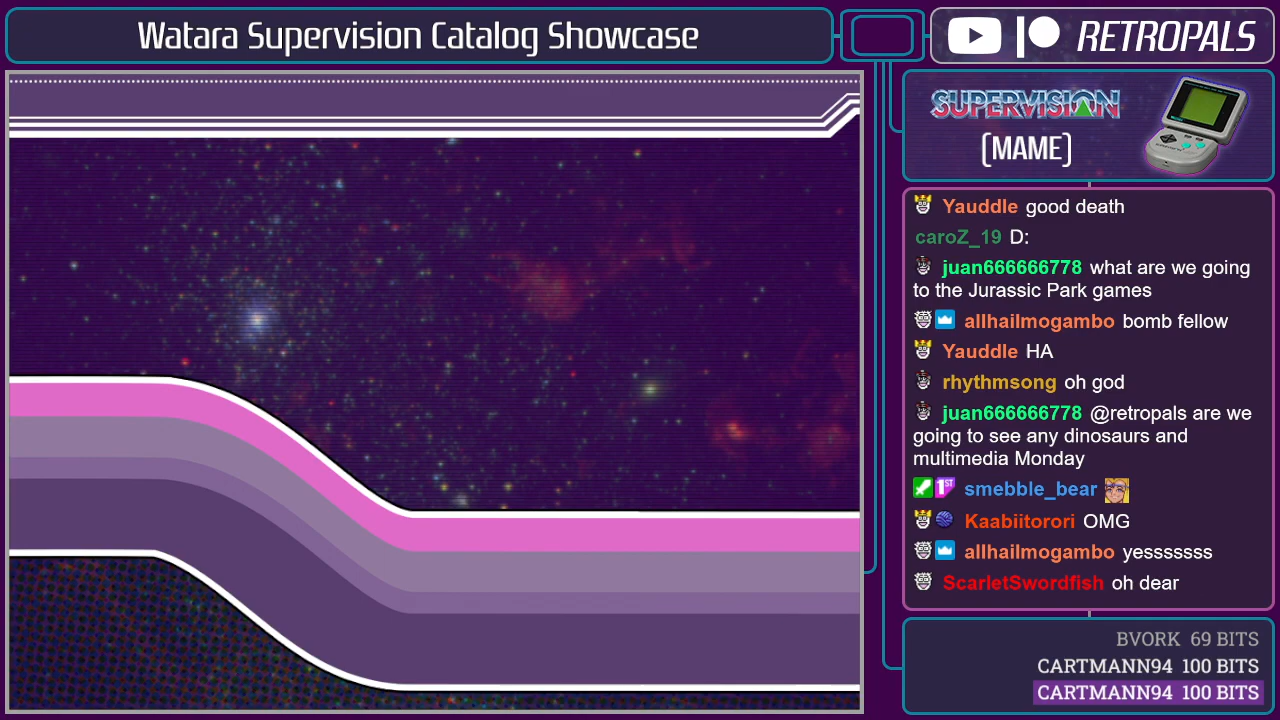 Watara Supervision Catalog Showcase
RETROPALS
SUPERVISION
[MAME]
Yauddle good death
caroZ_19 D:
juan666666778 what are we going
to the Jurassic Park games
allhailmogambo bomb fellow
Yauddle HA
rhythmsong oh god
juan666666778 @retropals are we
going to see any dinosaurs and
multimedia Monday
1ST smebble_bear
Kaabiitorori OMG
allhailmogambo yesssssss
ScarletSwordfish oh dear
BVORK 69 BITS
CARTMANN94 100 BITS
CARTMANN94 100 BITS